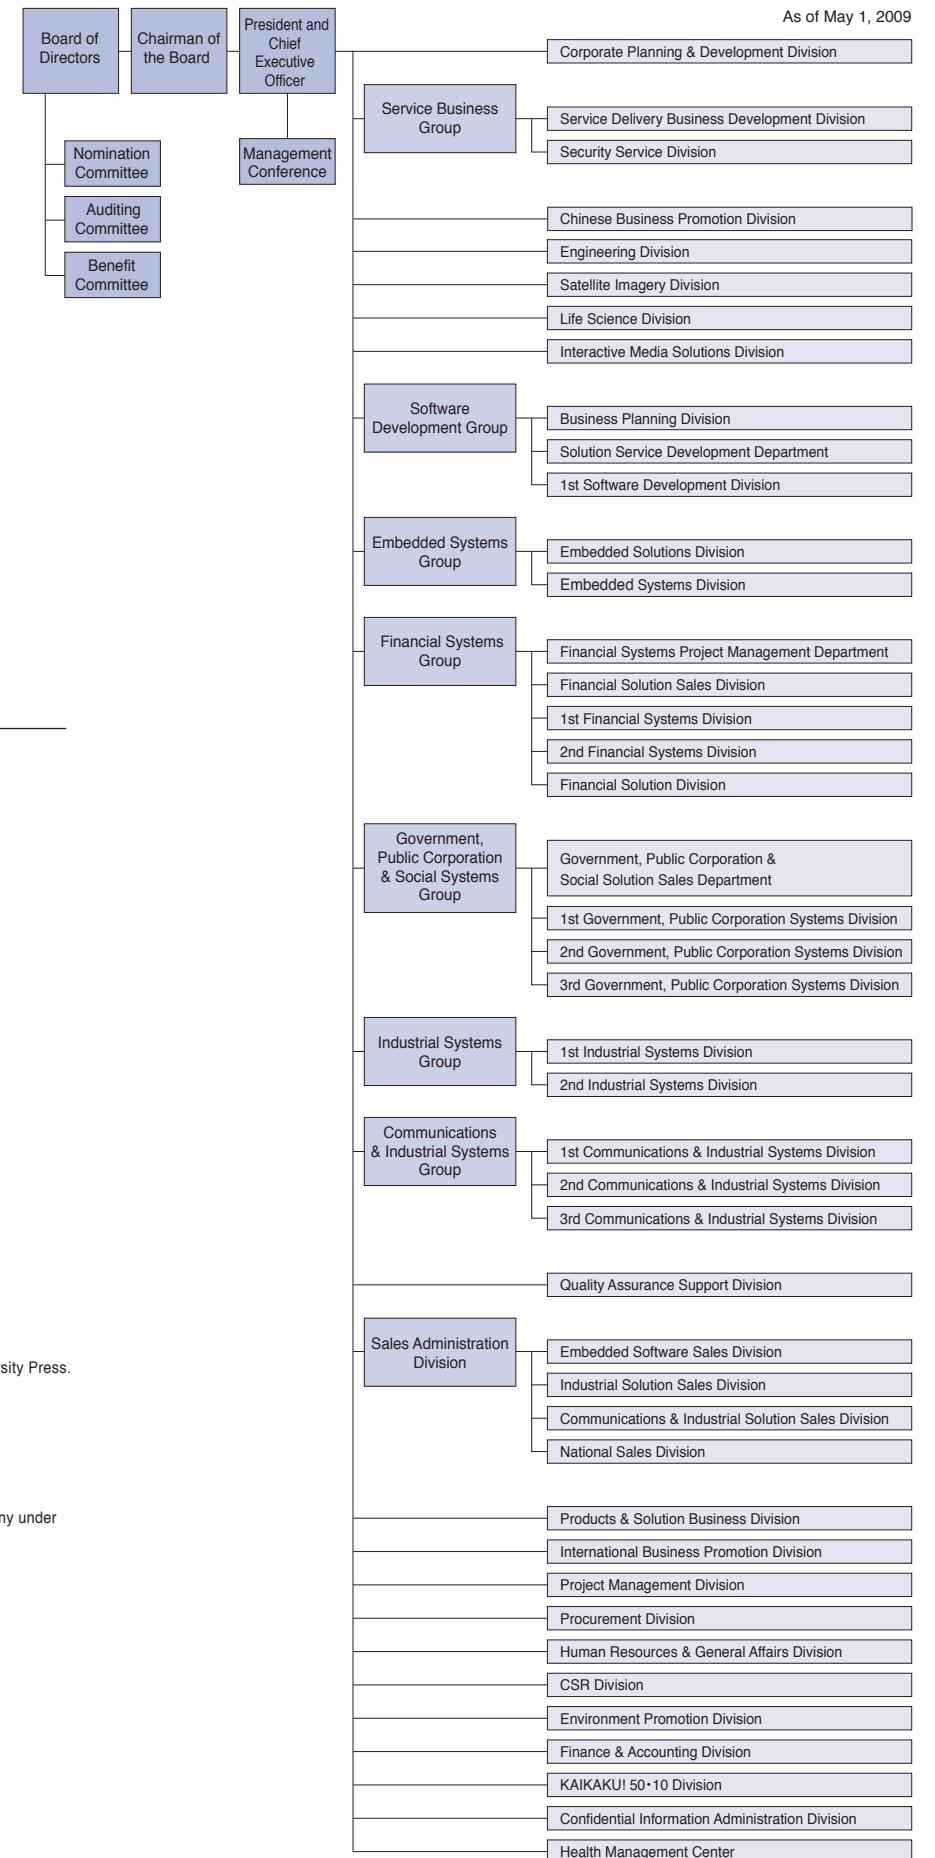 As of May 1, 2009
Board of
Directors
Chairman of
the Board
President and
Chief
Executive
Officer
Corporate Planning & Development Division
Nomination
Committee
Auditing
Committee
Benefit
Committee
Management
Conference
Service Business
Group
Service Delivery Business Development Division
Security Service Division
Chinese Business Promotion Division
Engineering Division
Satellite Imagery Division
Life Science Division
Interactive Media Solutions Division
Software
Development Group
Business Planning Division
Solution Service Development Department
1st Software Development Division
Embedded Systems
Group
Embedded Solutions Division
Embedded Systems Division
Financial Systems
Group
Financial Systems Project Management Department
Financial Solution Sales Division
1st Financial Systems Division
2nd Financial Systems Division
Financial Solution Division
Government,
Public Corporation
& Social Systems
Group
Government, Public Corporation &
Social Solution Sales Department
1st Government, Public Corporation Systems Division
2nd Government, Public Corporation Systems Division
3rd Government, Public Corporation Systems Division
Industrial Systems
Group
1st Industrial Systems Division
2nd Industrial Systems Division
Communications
& Industrial Systems
Group
1st Communications & Industrial Systems Division
2nd Communications & Industrial Systems Division
3rd Communications & Industrial Systems Division
Quality Assurance Support Division
Sales Administration
Division
Embedded Software Sales Division
Industrial Solution Sales Division
Communications & Industrial Solution Sales Division
National Sales Division
rsity Press.
ny under
Products & Solution Business Division
International Business Promotion Division
Project Management Division
Procurement Division
Human Resources & General Affairs Division
CSR Division
Environment Promotion Division
Finance & Accounting Division
KAIKAKU! 50・10 Division
Confidential Information Administration Division
Health Management Center